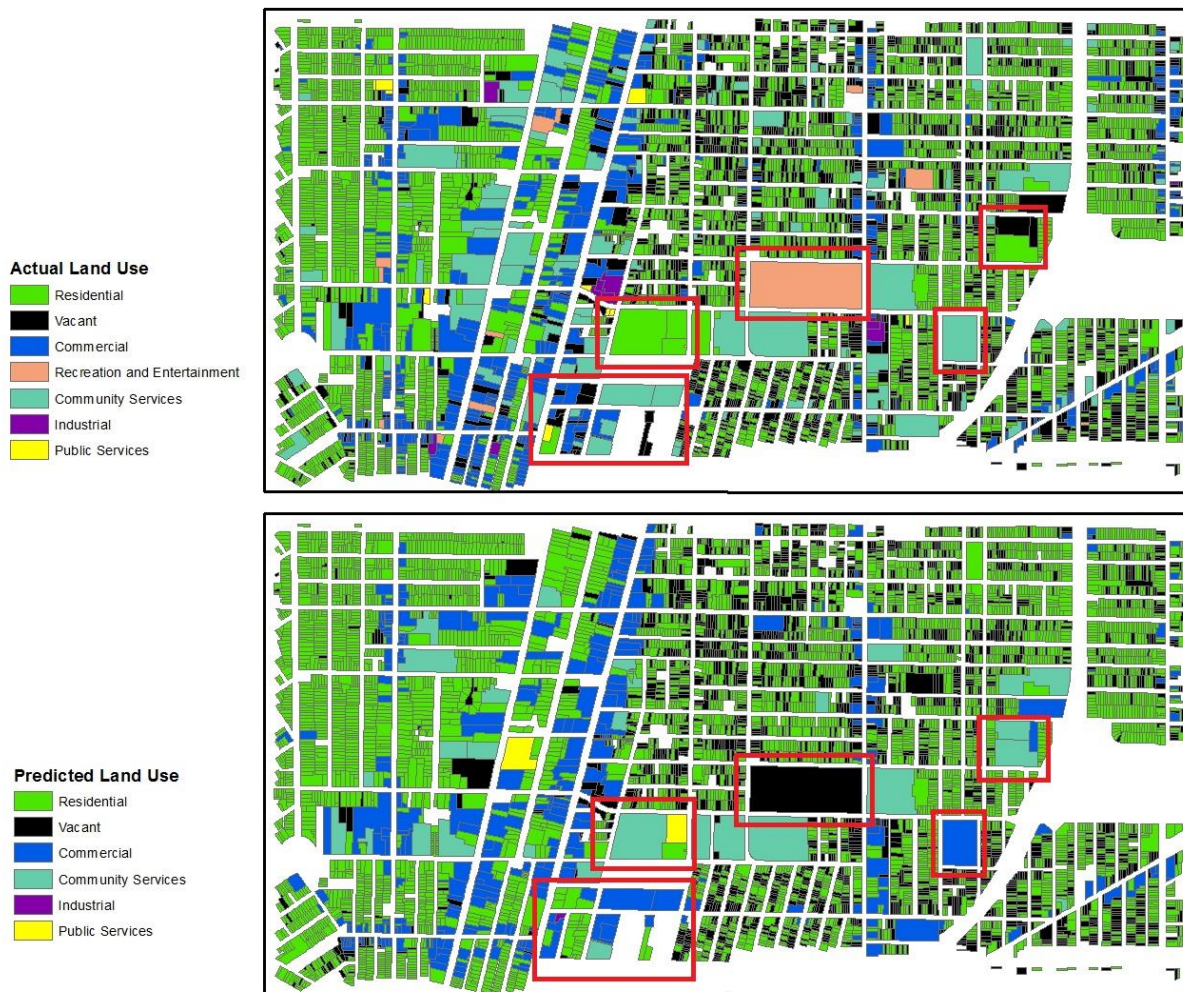 Actual Land Use
Residential
Vacant
Commercial
Recreation and Entertainment
Community Services
Industrial
Public Services
Predicted Land Use
Residential
Vacant
Commercial
Community Services
Industrial
Public Services